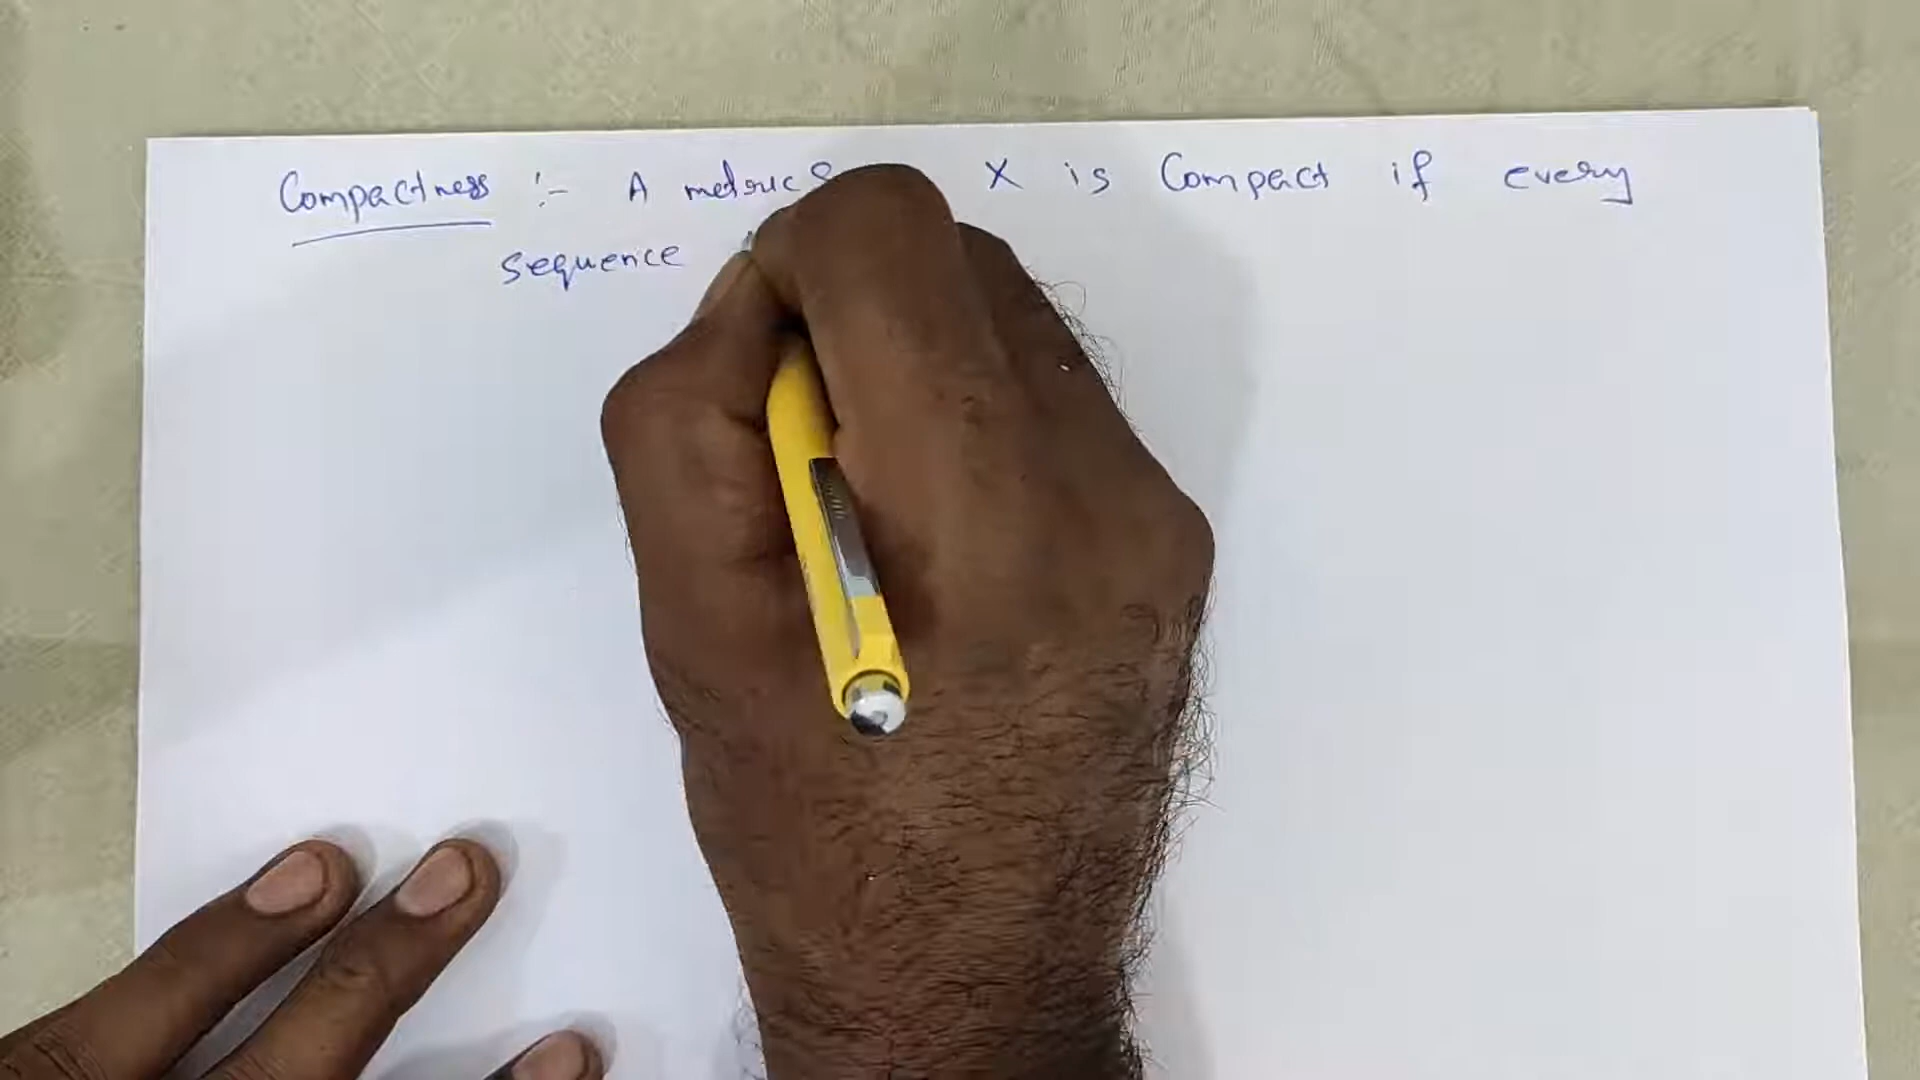 Compactness :- A metric X is Compact if every
sequence